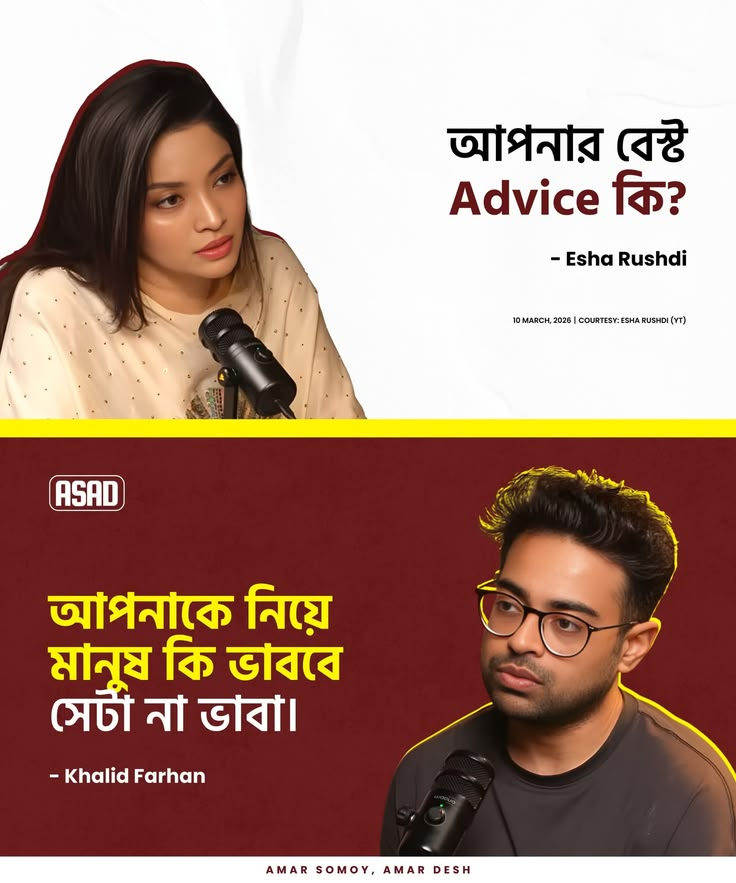 আপনার বেস্ট
Advice কি?
- Esha Rushdi
10 MARCH, 2026 | COURTESY: ESHA RUSHDI (YT)
ASAD
আপনাকে নিয়ে
মানুষ কি ভাববে
সেটা না ভাবা।
- Khalid Farhan
AMAR SOMOY, AMAR DESH